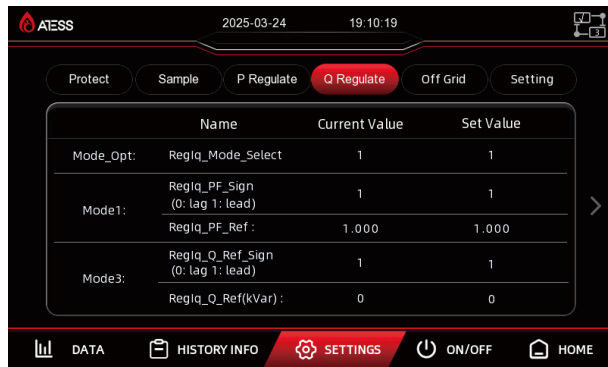 ATESS 2025-03-24 19:10:19
3
Protect Sample P Regulate Q Regulate Off Grid Setting
Name Current Value Set Value
Mode_Opt: RegIq_Mode_Select 1 1
Mode1: RegIq_PF_Sign
(0: lag 1: lead) 1 1
RegIq_PF_Ref : 1.000 1.000
Mode3: RegIq_Q_Ref_Sign
(0: lag 1: lead) 1 1
RegIq_Q_Ref(kVar) : 0 0
DATA HISTORY INFO SETTINGS ON/OFF HOME